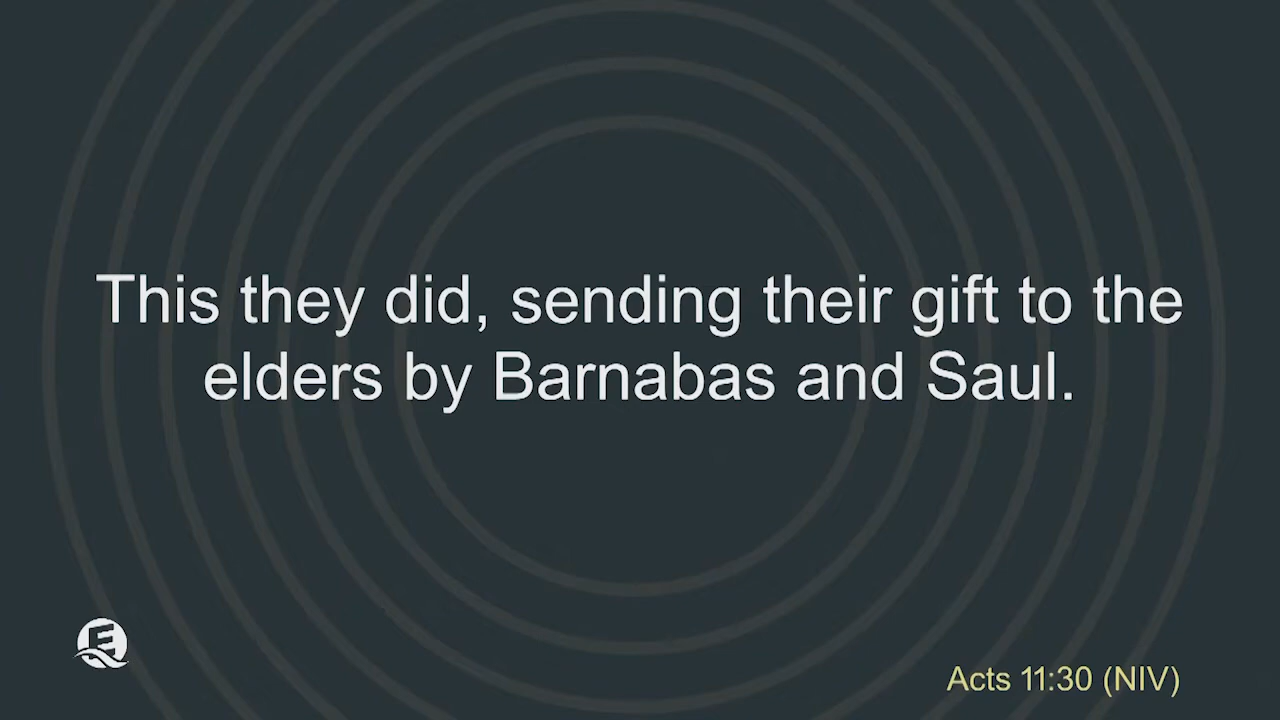 This they did, sending their gift to the
elders by Barnabas and Saul.
Acts 11:30 (NIV)